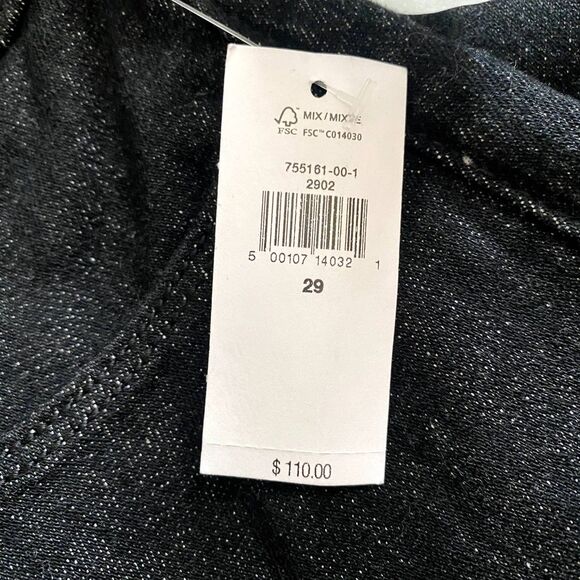 FSC
MIX / MIXTE
FSC™ C014030
755161-00-1
2902
5 00107 14032 1
29
$ 110.00